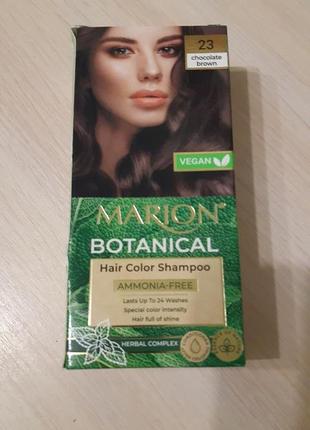 23
chocolate
brown
VEGAN
MARION
BOTANICAL
Hair Color Shampoo
AMMONIA-FREE
Lasts Up To 24 Washes
Special color intensity
Hair full of shine
HERBAL COMPLEX